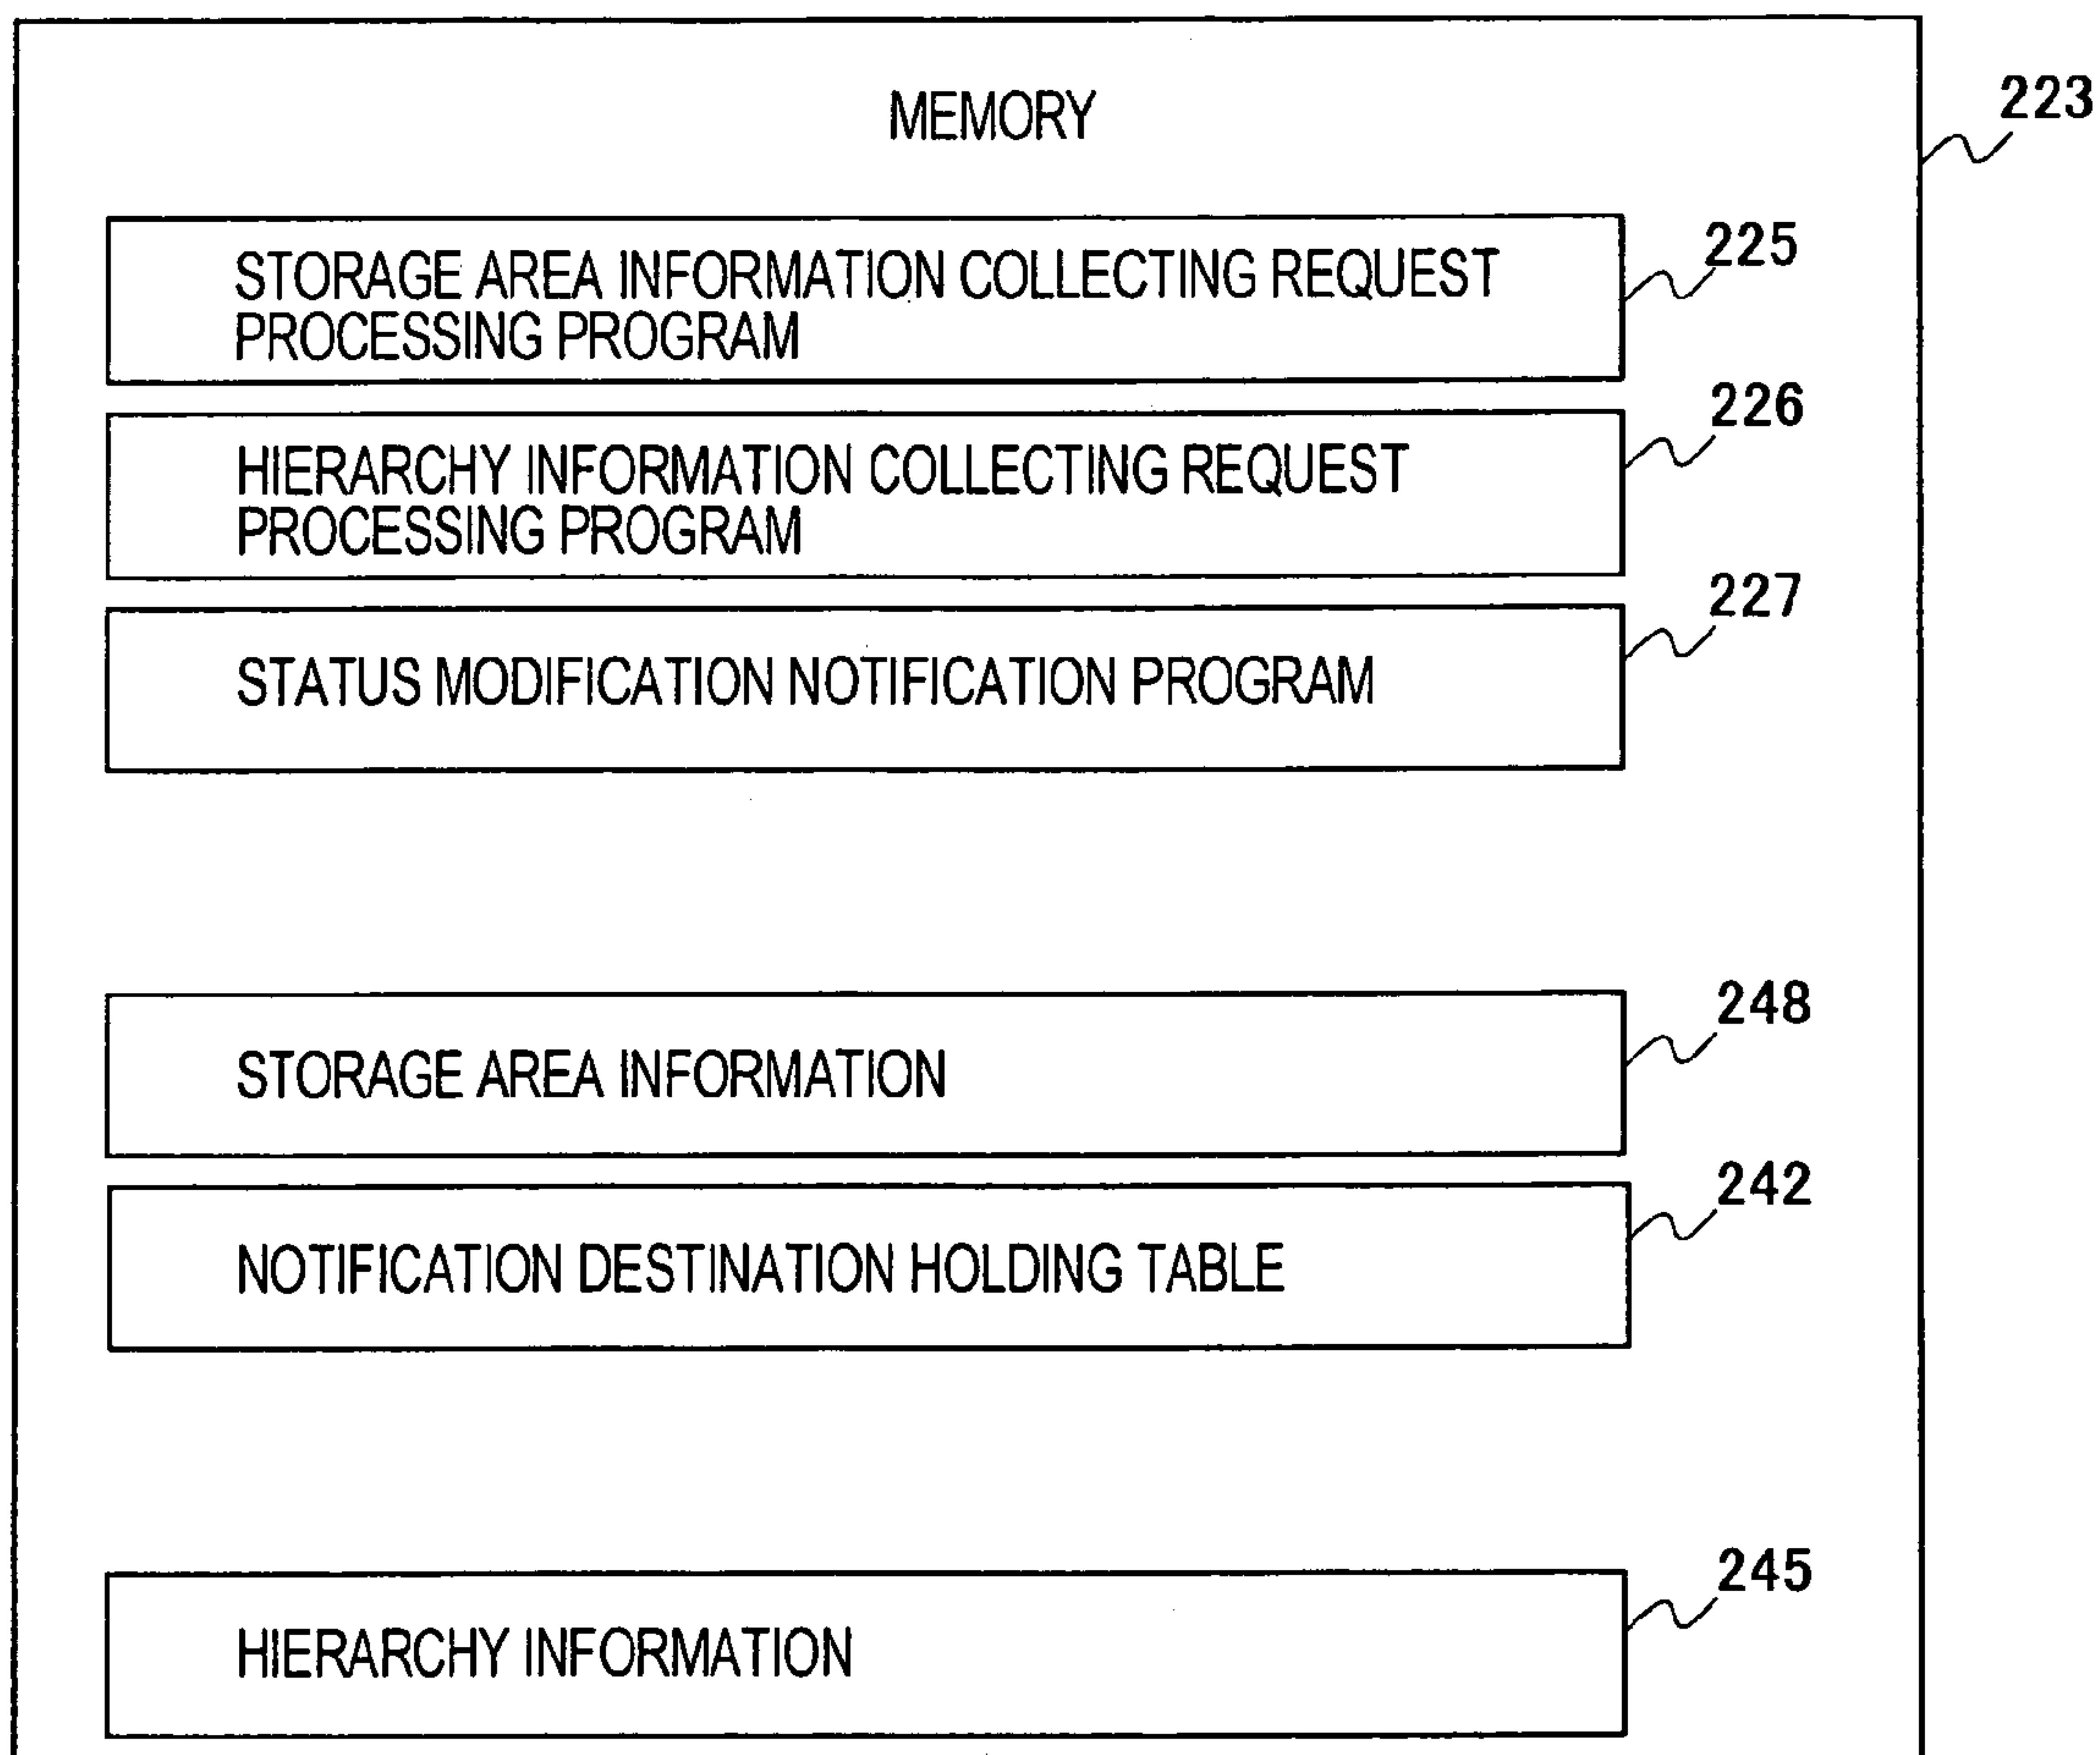 MEMORY
223
STORAGE AREA INFORMATION COLLECTING REQUEST
PROCESSING PROGRAM
225
HIERARCHY INFORMATION COLLECTING REQUEST
PROCESSING PROGRAM
226
STATUS MODIFICATION NOTIFICATION PROGRAM
227
STORAGE AREA INFORMATION
248
NOTIFICATION DESTINATION HOLDING TABLE
242
HIERARCHY INFORMATION
245